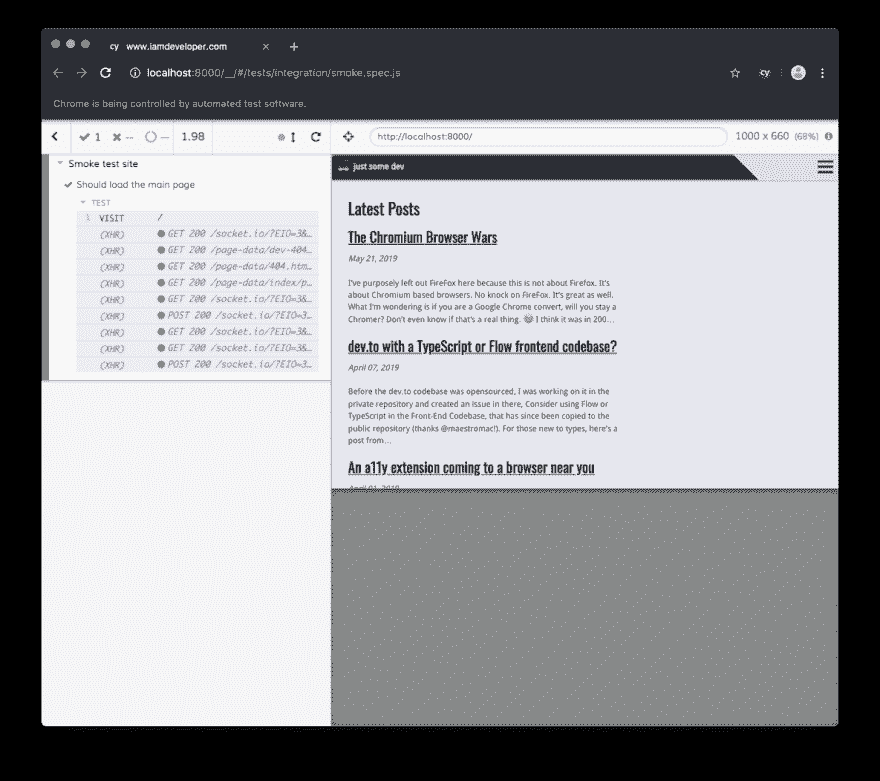 cy www.iamdeveloper.com
localhost:8000/__/#/tests/integration/smoke.spec.js
cy
Chrome is being controlled by automated test software.
1 -- -- 1.98
http://localhost:8000/
1000 x 660 (68%)
Smoke test site
Should load the main page
TEST
1 VISIT /
(XHR) GET 200 /socket.io/?EIO=3&…
(XHR) GET 200 /page-data/dev-404…
(XHR) GET 200 /page-data/404.htm…
(XHR) GET 200 /page-data/index/p…
(XHR) GET 200 /socket.io/?EIO=3&…
(XHR) POST 200 /socket.io/?EIO=3…
(XHR) GET 200 /socket.io/?EIO=3&…
(XHR) GET 200 /socket.io/?EIO=3&…
(XHR) POST 200 /socket.io/?EIO=3…
just some dev
Latest Posts
The Chromium Browser Wars
May 21, 2019
I've purposely left out FireFox here because this is not about Firefox. It's
about Chromium based browsers. No knock on FireFox. It's great as well.
What I'm wondering is if you are a Google Chrome convert, will you stay a
Chromer? Don't even know if that's a real thing. 😹 I think it was in 200…
dev.to with a TypeScript or Flow frontend codebase?
April 07, 2019
Before the dev.to codebase was opensourced, I was working on it in the
private repository and created an issue in there, Consider using Flow or
TypeScript in the Front-End Codebase, that has since been copied to the
public repository (thanks @maestromac!). For those new to types, here's a
post from…
An a11y extension coming to a browser near you
April 01, 2019